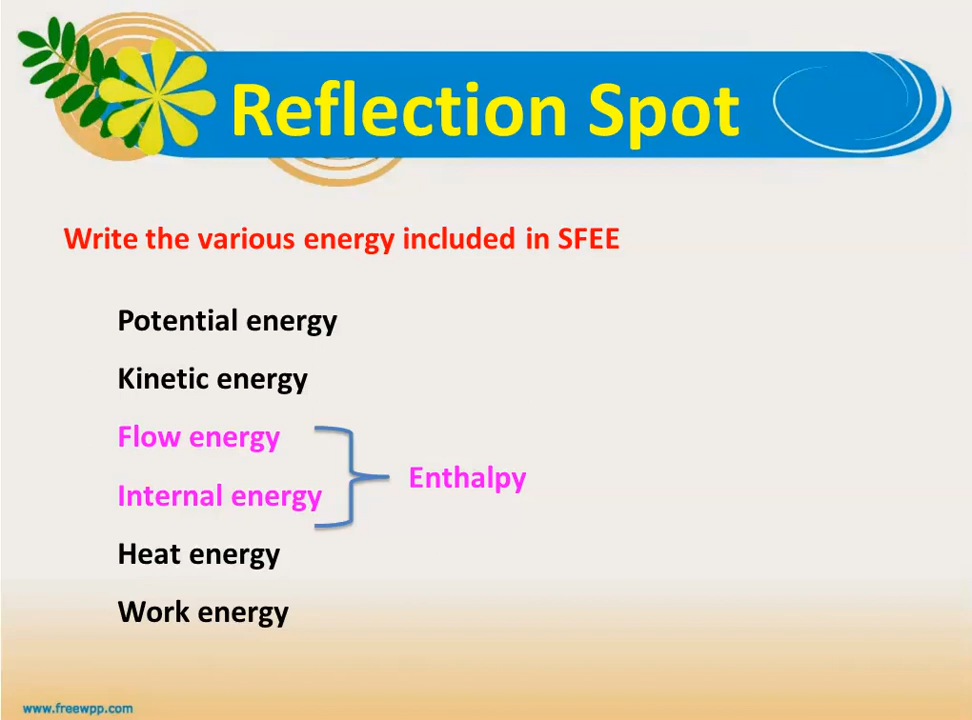 Reflection Spot
Write the various energy included in SFEE
Potential energy
Kinetic energy
Flow energy
Enthalpy
Internal energy
Heat energy
Work energy
www.freewpp.com